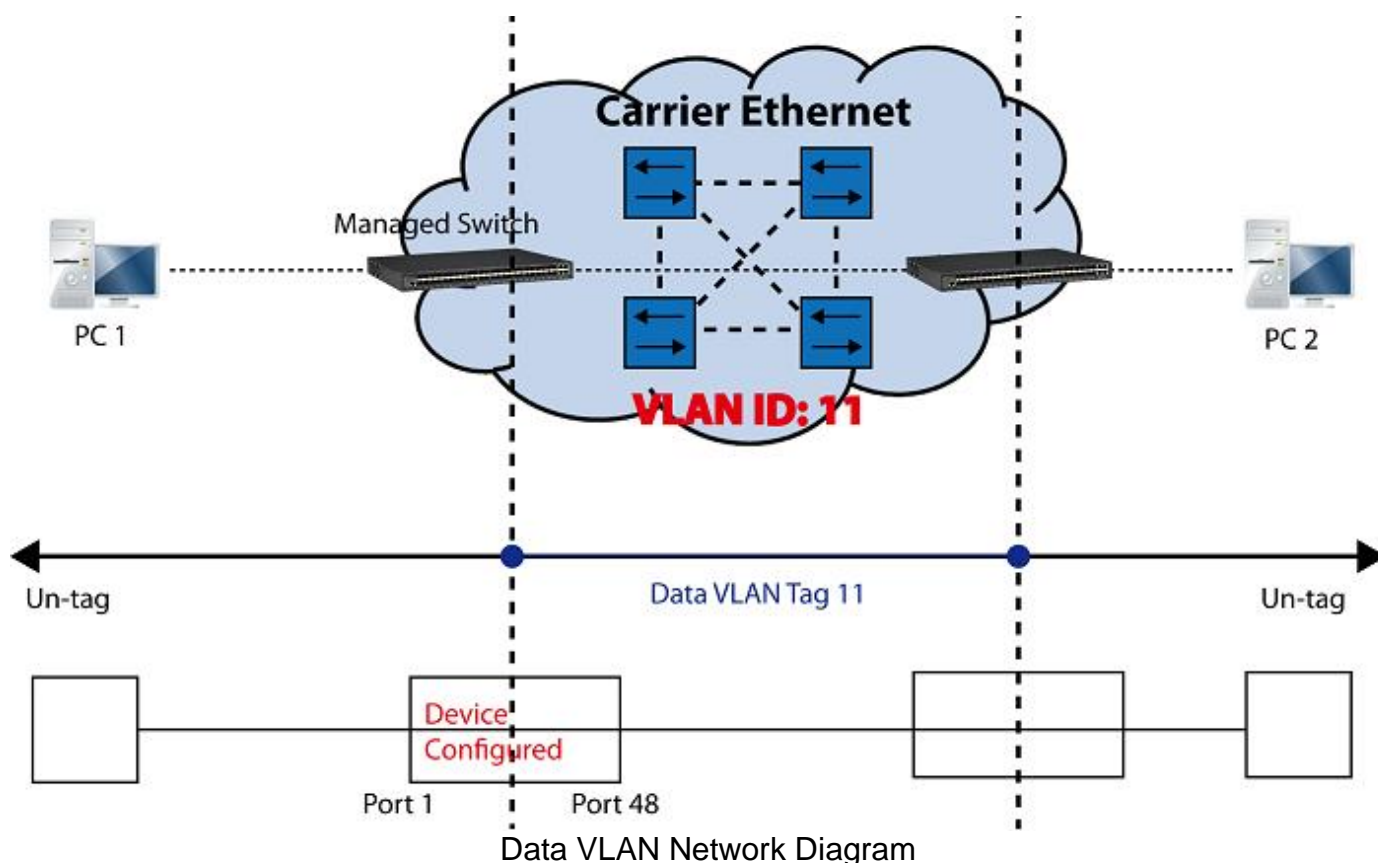 Carrier Ethernet
Managed Switch
PC 1
PC 2
VLAN ID: 11
Un-tag
Data VLAN Tag 11
Un-tag
Device
Configured
Port 1
Port 48
Data VLAN Network Diagram